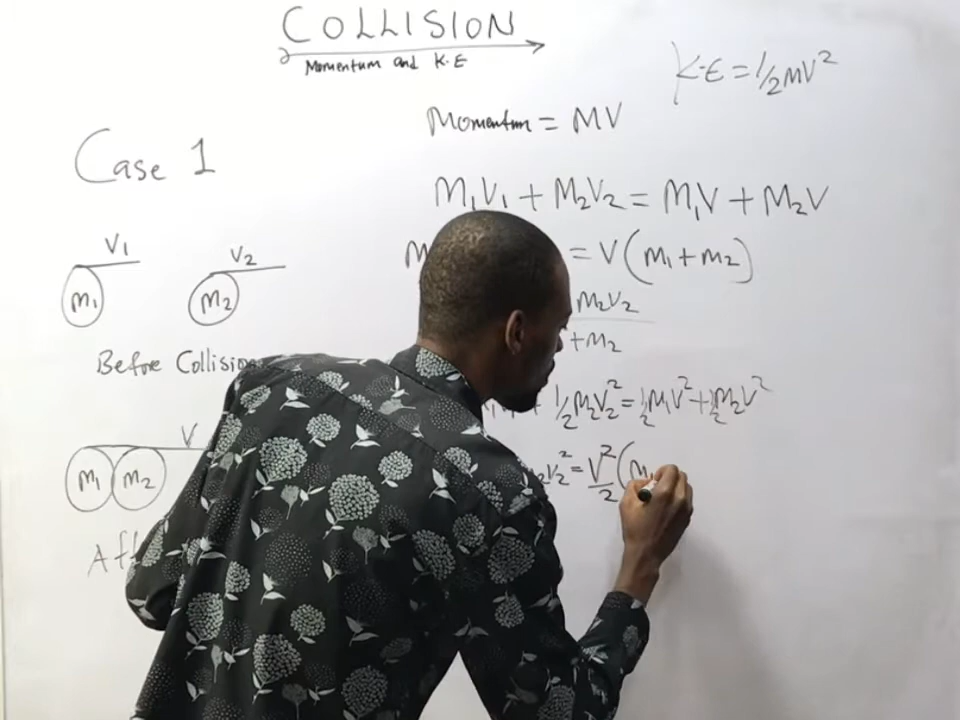 COLLISION
Momentum and K.E
K.E = 1/2 MV²
Momentum = MV
Case 1
M₁V₁ + M₂V₂ = M₁V + M₂V
V₁
V₂
M = V(m₁ + m₂)
m₁
m₂
M₂V₂
+M₂
Before Collision
+ 1/2 M₂V₂² = 1/2 M₁V² + 1/2 M₂V²
V
m₁
m₂
₂V₂² = V²/2 (m₁
Aft